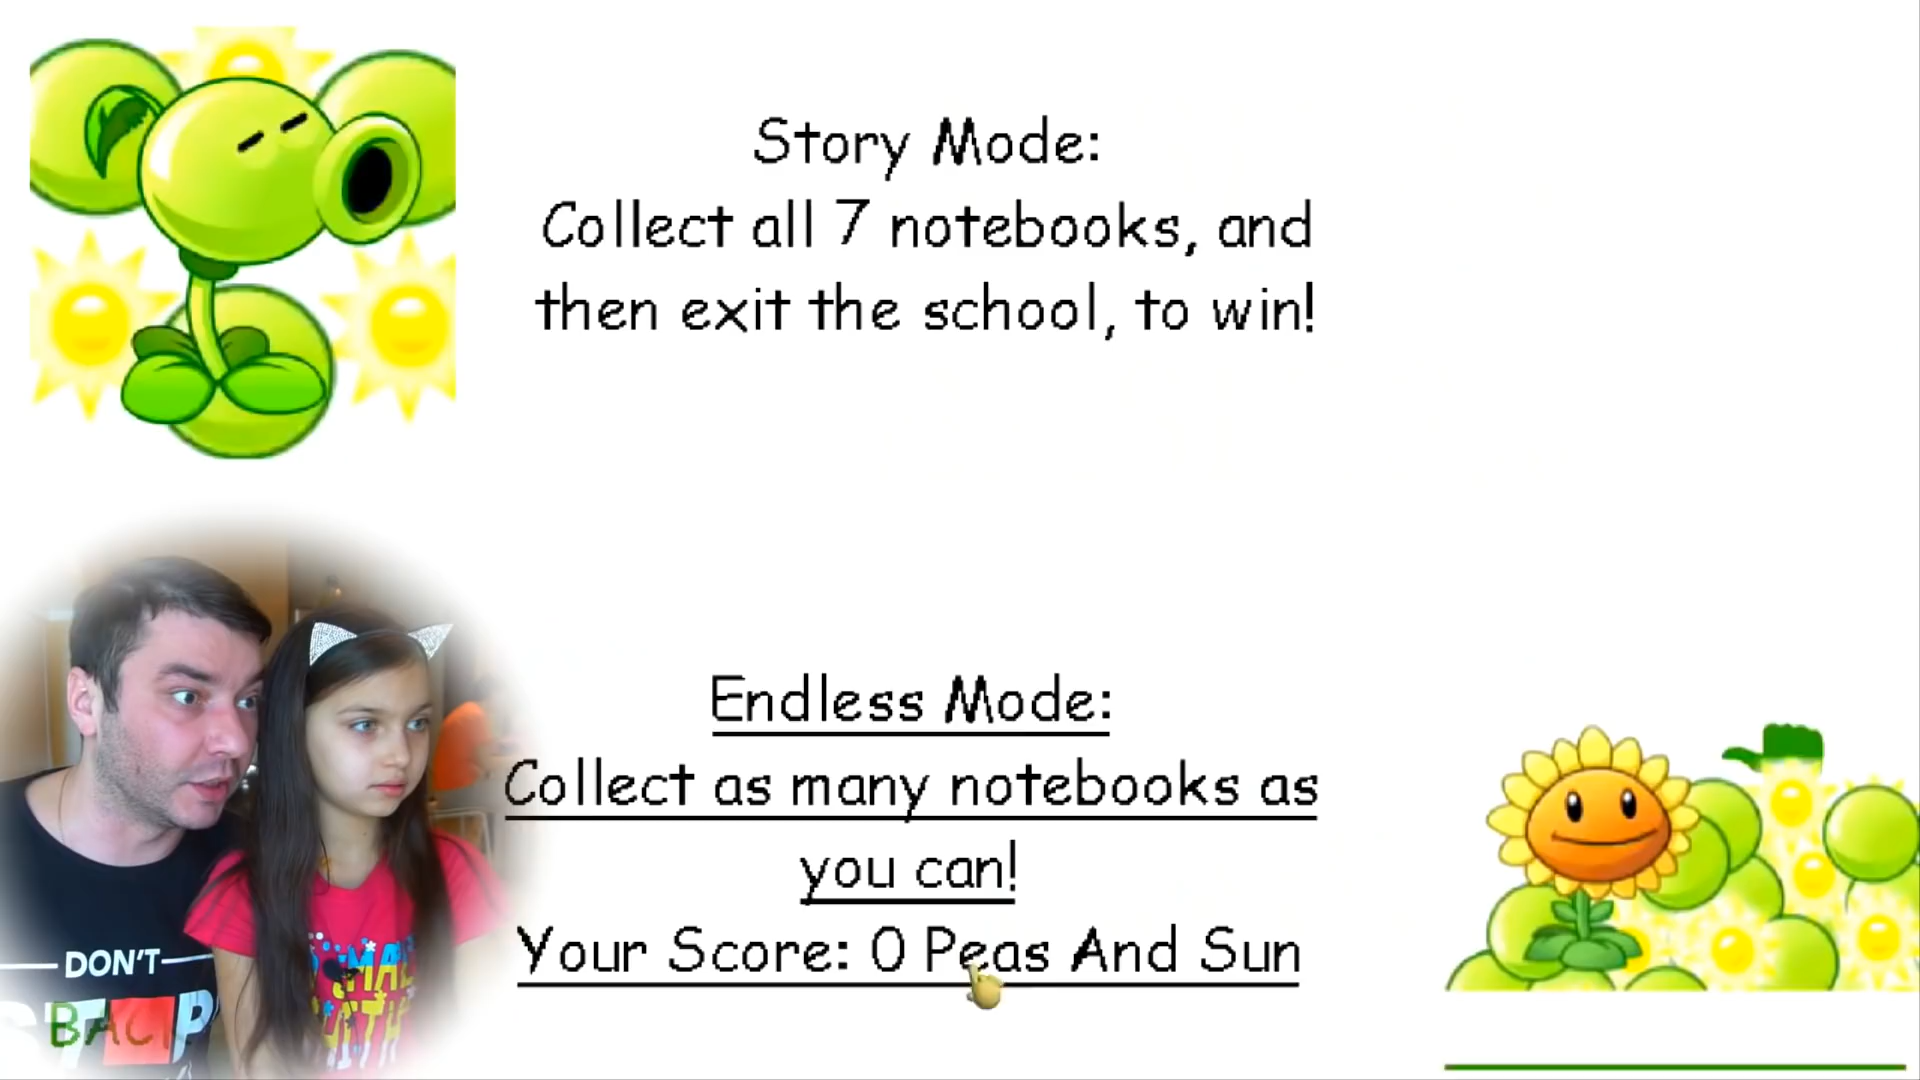 Story Mode:
Collect all 7 notebooks, and
then exit the school, to win!
Endless Mode:
Collect as many notebooks as
you can!
Your Score: 0 Peas And Sun
DON'T
BACK